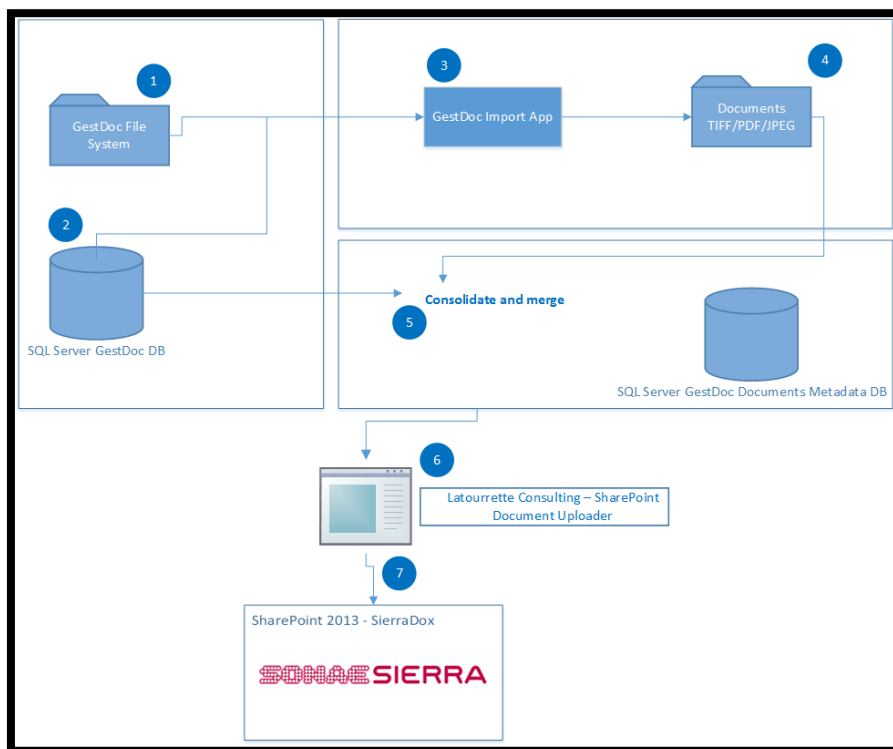 1
GestDoc File
System
2
SQL Server GestDoc DB
3
GestDoc Import App
4
Documents
TIFF/PDF/JPEG
Consolidate and merge
5
SQL Server GestDoc Documents Metadata DB
6
Latourrette Consulting – SharePoint
Document Uploader
7
SharePoint 2013 - SierraDox
SONAE SIERRA